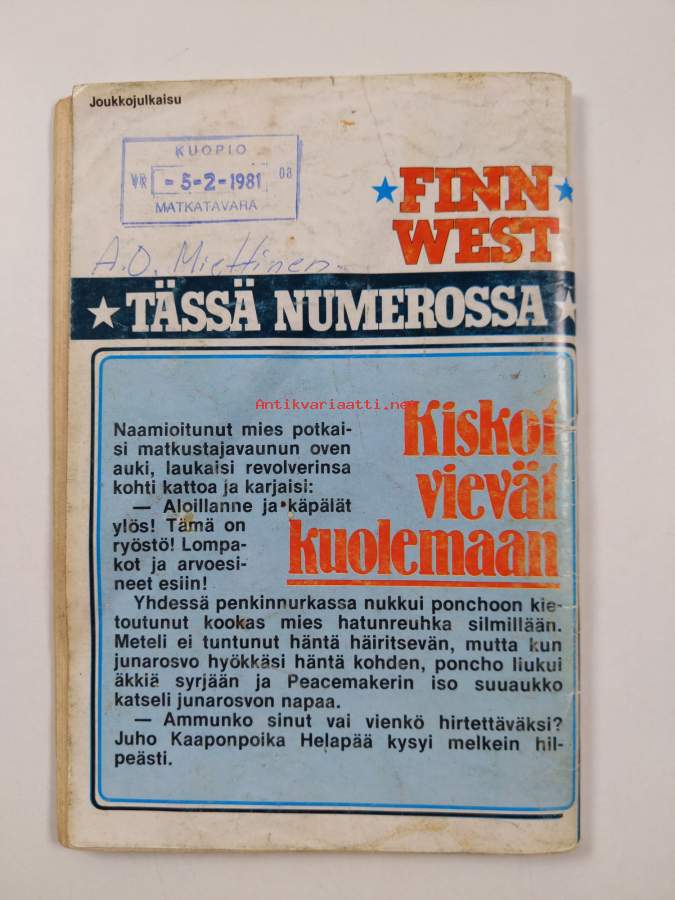 Joukkojulkaisu
KUOPIO
VR - 5-2-1981 08
MATKATAVARA
FINN
WEST
A.O. Miettinen
TÄSSÄ NUMEROSSA
Antikvariaatti.net
Kiskot
vievät
kuolemaan
Naamioitunut mies potkai-
si matkustajavaunun oven
auki, laukaisi revolverinsa
kohti kattoa ja karjaisi:
— Aloillanne ja käpälät
ylös! Tämä on
ryöstö! Lompa-
kot ja arvoesi-
neet esiin!
Yhdessä penkinnurkassa nukkui ponchoon kie-
toutunut kookas mies hatunreuhka silmillään.
Meteli ei tuntunut häntä häiritsevän, mutta kun
junarosvo hyökkäsi häntä kohden, poncho liukui
äkkiä syrjään ja Peacemakerin iso suuaukko
katseli junarosvon napaa.
— Ammunko sinut vai vienkö hirtettäväksi?
Juho Kaaponpoika Helapää kysyi melkein hil-
peästi.